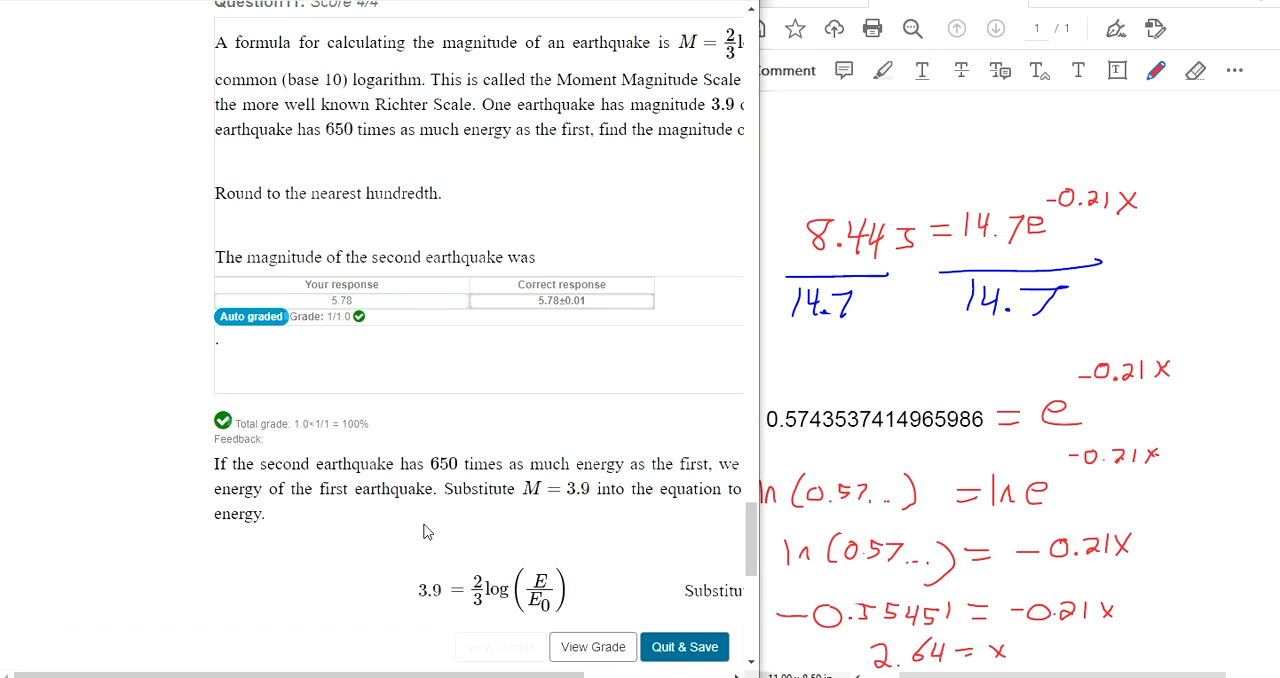 Question 11: Score 4/4
A formula for calculating the magnitude of an earthquake is M = 2/3 l
common (base 10) logarithm. This is called the Moment Magnitude Scale
the more well known Richter Scale. One earthquake has magnitude 3.9
earthquake has 650 times as much energy as the first, find the magnitude
Round to the nearest hundredth.
The magnitude of the second earthquake was
Your response Correct response
5.78 5.78±0.01
Auto graded Grade: 1/1.0
.
Total grade: 1.0×1/1 = 100%
Feedback:
If the second earthquake has 650 times as much energy as the first, we
energy of the first earthquake. Substitute M = 3.9 into the equation to
energy.
3.9 = 2/3 log (E/E0) Substitu
View Details View Grade Quit & Save
1 / 1
omment
8.445 = 14.7e^-0.21x
14.7 14.7
0.5743537414965986 = e^-0.21x
ln (0.57...) = ln e^-0.21x
ln (0.57...) = -0.21x
-0.55451 = -0.21x
2.64 = x